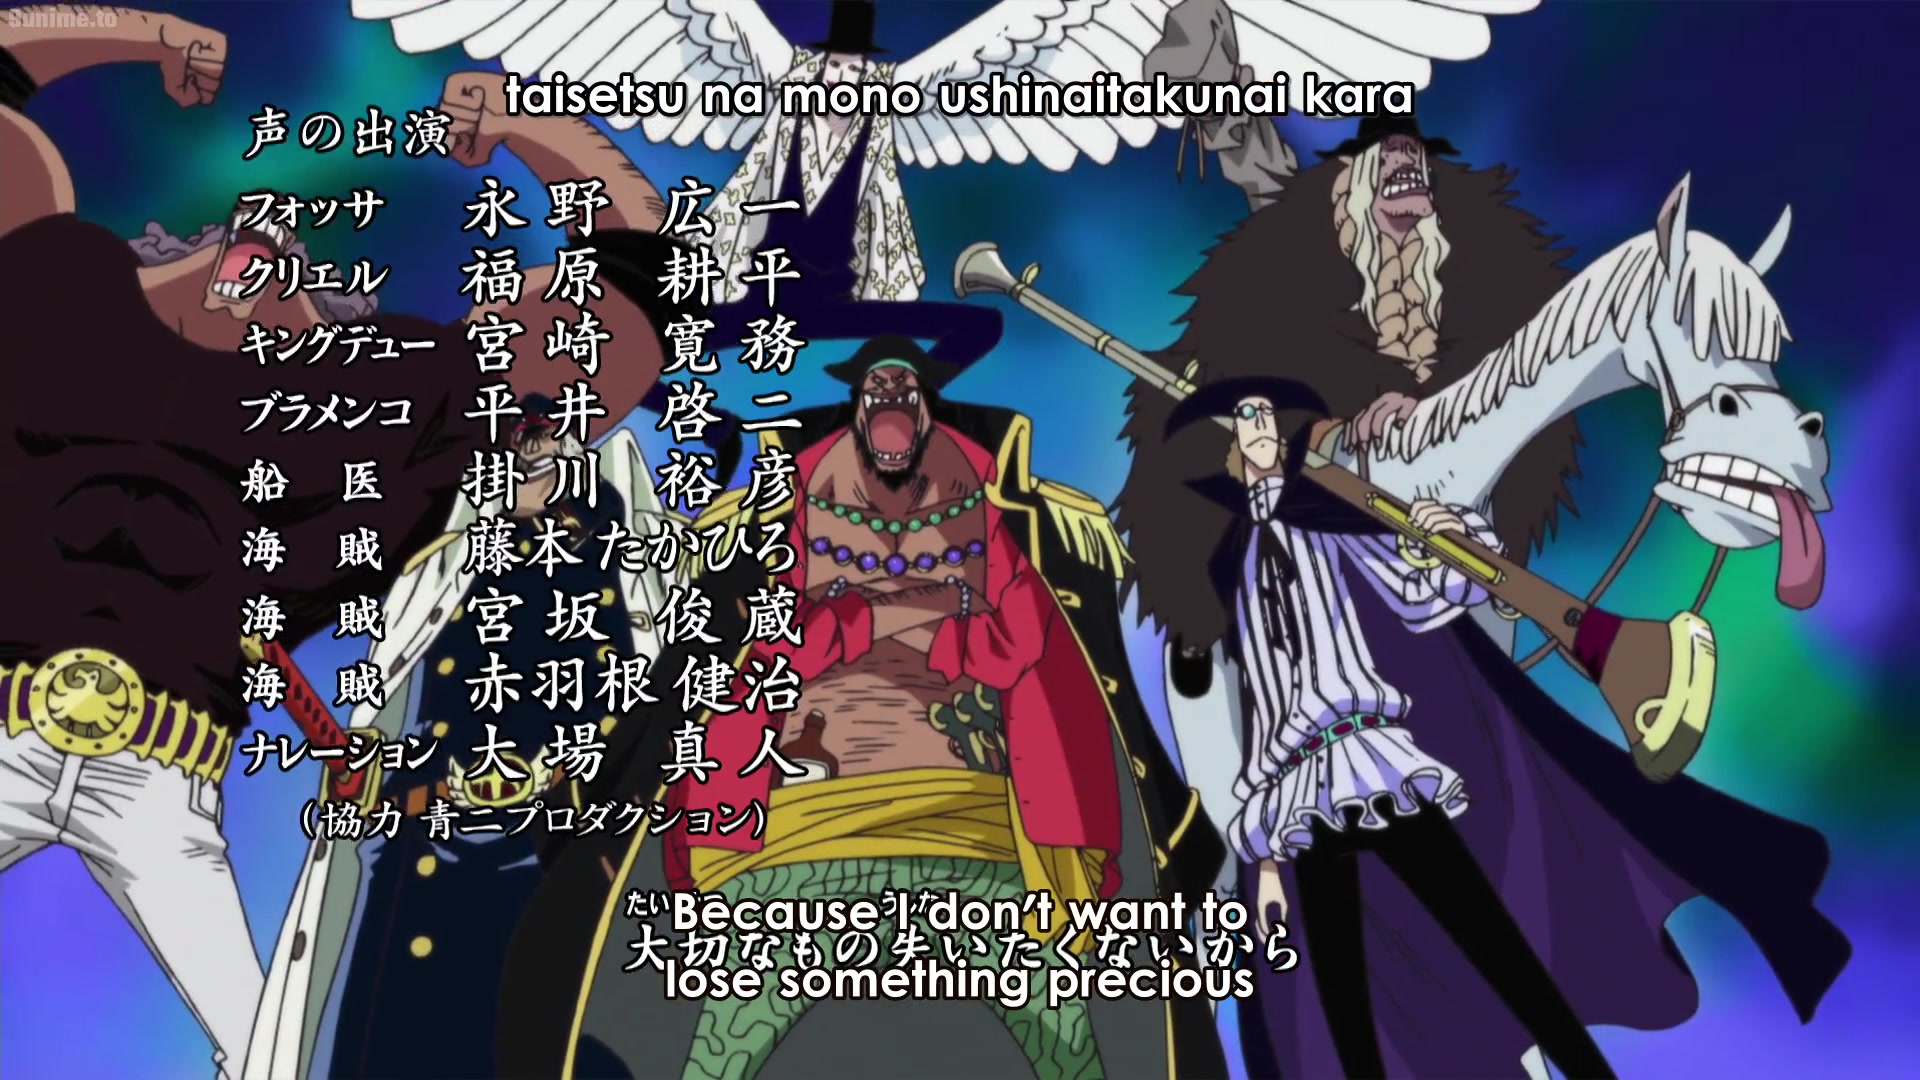 9anime.to
taisetsu na mono ushinaitakunai kara
声の出演
フォッサ 永野 広一
クリエル 福原 耕平
キングデュー 宮崎 寛務
ブラメンコ 平井 啓二
船医 掛川 裕彦
海賊 藤本たかひろ
海賊 宮坂 俊蔵
海賊 赤羽根 健治
ナレーション 大場 真人
(協力 青二プロダクション)
Because I don't want to
大切なもの失いたくないから
lose something precious